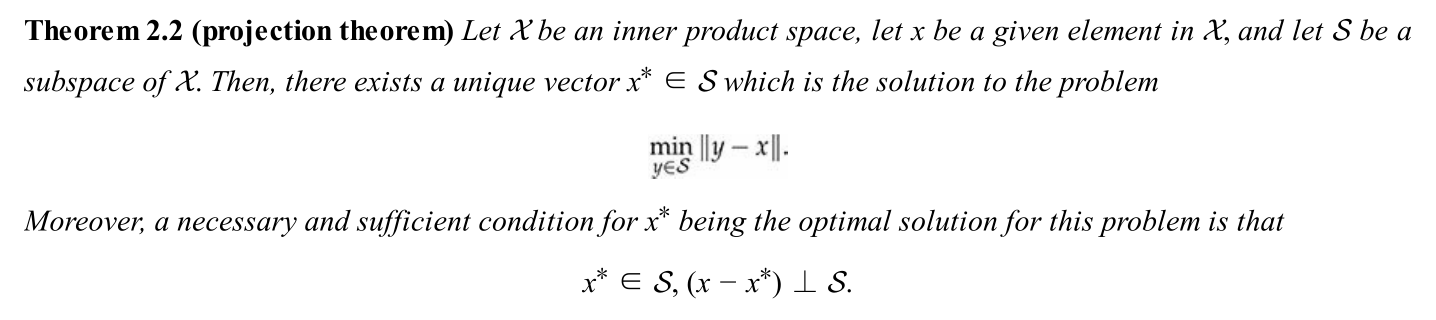 Theorem 2.2 (projection theorem) Let 𝒳 be an inner product space, let x be a given element in 𝒳, and let 𝒮 be a
subspace of 𝒳. Then, there exists a unique vector x* ∈ 𝒮 which is the solution to the problem
min ‖y − x‖.
y∈𝒮
Moreover, a necessary and sufficient condition for x* being the optimal solution for this problem is that
x* ∈ 𝒮, (x − x*) ⊥ 𝒮.